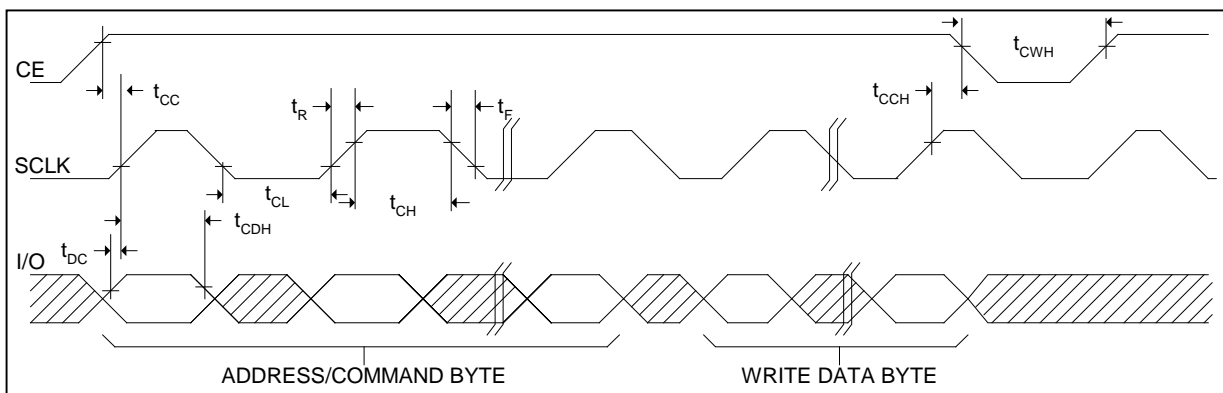 CE
t_CWH
t_CC
t_R
t_F
t_CCH
SCLK
t_CL
t_CH
t_CDH
t_DC
I/O
ADDRESS/COMMAND BYTE
WRITE DATA BYTE